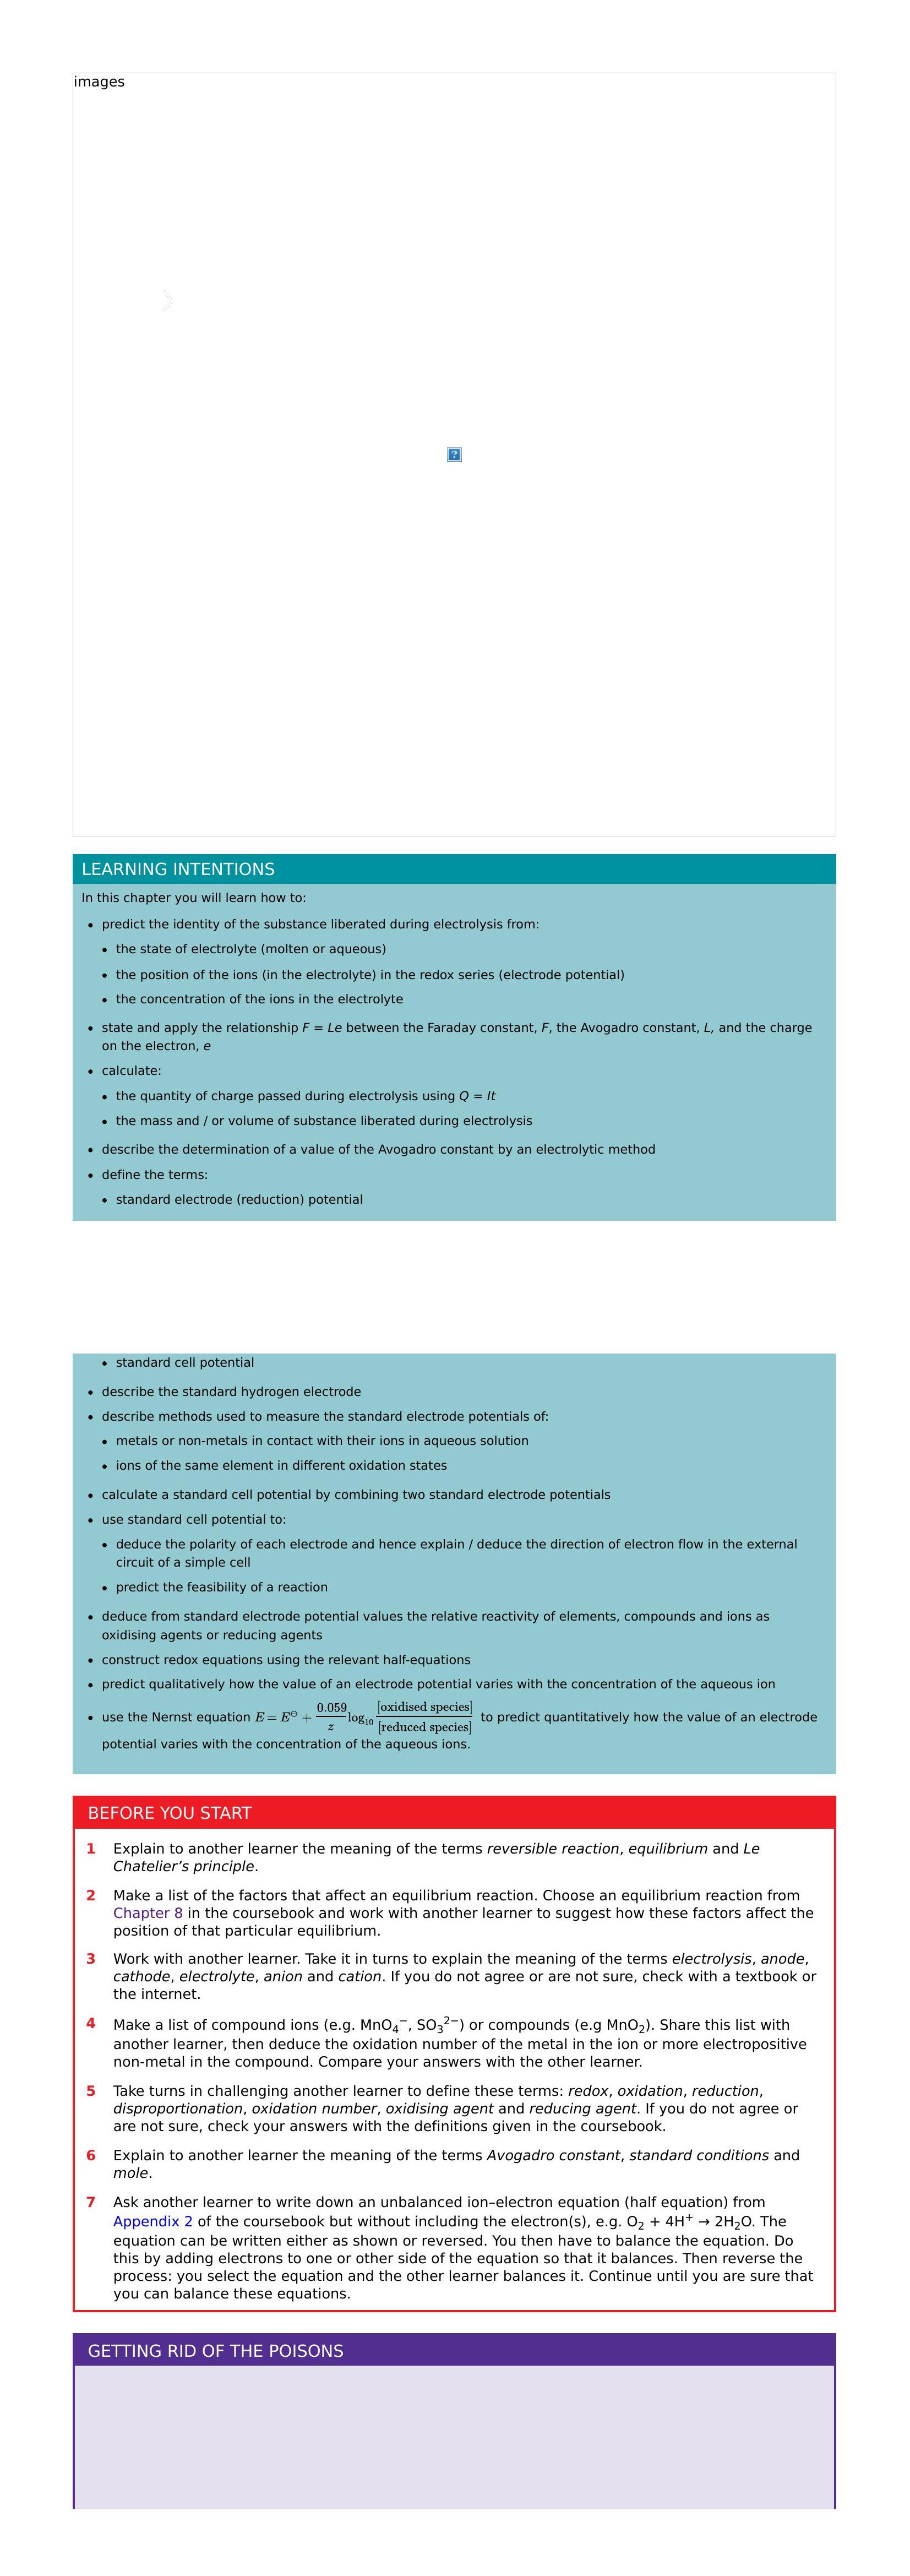 images
?
LEARNING INTENTIONS
In this chapter you will learn how to:
• predict the identity of the substance liberated during electrolysis from:
• the state of electrolyte (molten or aqueous)
• the position of the ions (in the electrolyte) in the redox series (electrode potential)
• the concentration of the ions in the electrolyte
• state and apply the relationship F = Le between the Faraday constant, F, the Avogadro constant, L, and the charge
on the electron, e
• calculate:
• the quantity of charge passed during electrolysis using Q = It
• the mass and / or volume of substance liberated during electrolysis
• describe the determination of a value of the Avogadro constant by an electrolytic method
• define the terms:
• standard electrode (reduction) potential
• standard cell potential
• describe the standard hydrogen electrode
• describe methods used to measure the standard electrode potentials of:
• metals or non-metals in contact with their ions in aqueous solution
• ions of the same element in different oxidation states
• calculate a standard cell potential by combining two standard electrode potentials
• use standard cell potential to:
• deduce the polarity of each electrode and hence explain / deduce the direction of electron flow in the external
circuit of a simple cell
• predict the feasibility of a reaction
• deduce from standard electrode potential values the relative reactivity of elements, compounds and ions as
oxidising agents or reducing agents
• construct redox equations using the relevant half-equations
• predict qualitatively how the value of an electrode potential varies with the concentration of the aqueous ion
• use the Nernst equation E = E⊖ + 0.059/z log₁₀ [oxidised species]/[reduced species] to predict quantitatively how the value of an electrode
potential varies with the concentration of the aqueous ions.
BEFORE YOU START
1 Explain to another learner the meaning of the terms reversible reaction, equilibrium and Le
Chatelier’s principle.
2 Make a list of the factors that affect an equilibrium reaction. Choose an equilibrium reaction from
Chapter 8 in the coursebook and work with another learner to suggest how these factors affect the
position of that particular equilibrium.
3 Work with another learner. Take it in turns to explain the meaning of the terms electrolysis, anode,
cathode, electrolyte, anion and cation. If you do not agree or are not sure, check with a textbook or
the internet.
4 Make a list of compound ions (e.g. MnO₄⁻, SO₃²⁻) or compounds (e.g MnO₂). Share this list with
another learner, then deduce the oxidation number of the metal in the ion or more electropositive
non-metal in the compound. Compare your answers with the other learner.
5 Take turns in challenging another learner to define these terms: redox, oxidation, reduction,
disproportionation, oxidation number, oxidising agent and reducing agent. If you do not agree or
are not sure, check your answers with the definitions given in the coursebook.
6 Explain to another learner the meaning of the terms Avogadro constant, standard conditions and
mole.
7 Ask another learner to write down an unbalanced ion–electron equation (half equation) from
Appendix 2 of the coursebook but without including the electron(s), e.g. O₂ + 4H⁺ → 2H₂O. The
equation can be written either as shown or reversed. You then have to balance the equation. Do
this by adding electrons to one or other side of the equation so that it balances. Then reverse the
process: you select the equation and the other learner balances it. Continue until you are sure that
you can balance these equations.
GETTING RID OF THE POISONS